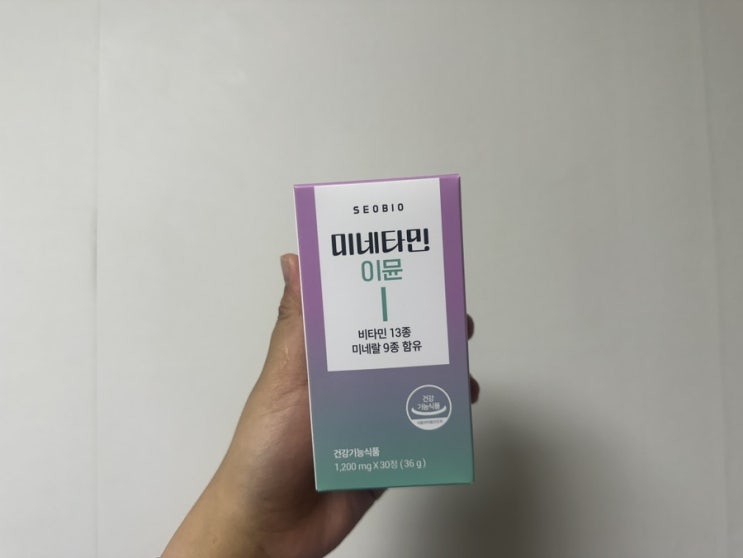 SEOBIO
미네타민
이뮨
비타민 13종
미네랄 9종 함유
건강
기능식품
건강기능식품
1,200 mg X 30정 ( 36 g )